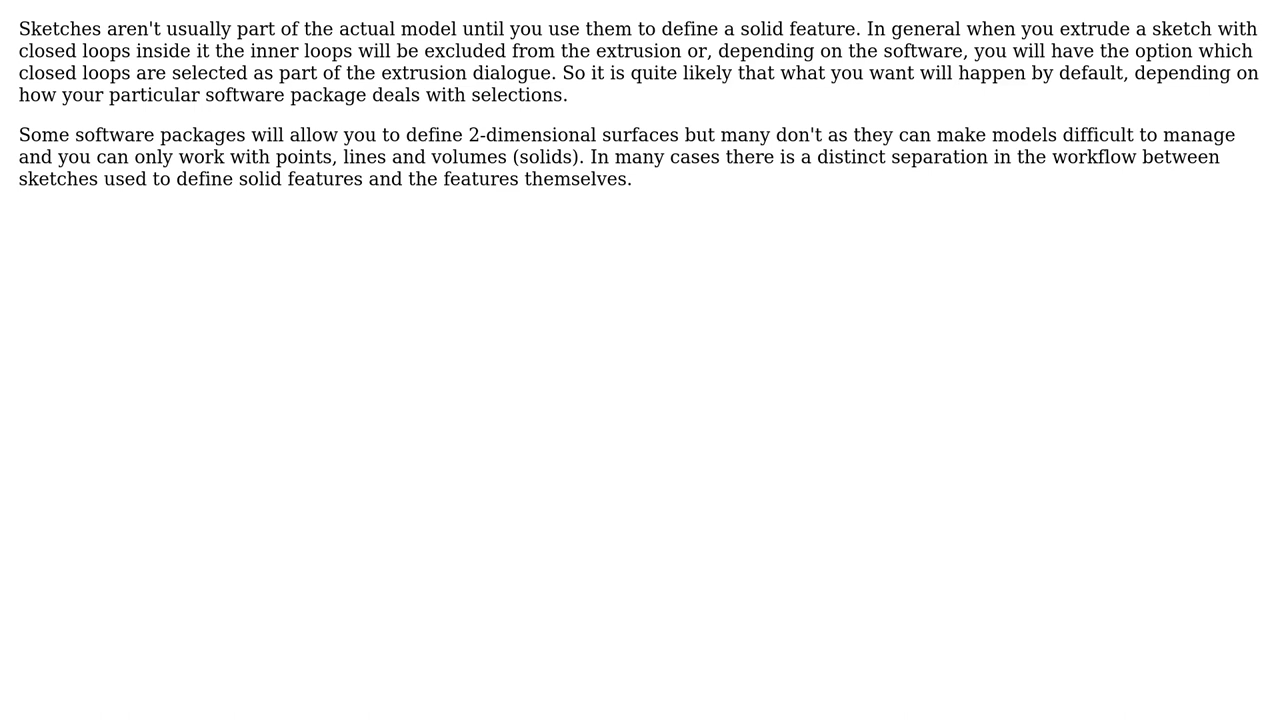 Sketches aren't usually part of the actual model until you use them to define a solid feature. In general when you extrude a sketch with
closed loops inside it the inner loops will be excluded from the extrusion or, depending on the software, you will have the option which
closed loops are selected as part of the extrusion dialogue. So it is quite likely that what you want will happen by default, depending on
how your particular software package deals with selections.
Some software packages will allow you to define 2-dimensional surfaces but many don't as they can make models difficult to manage
and you can only work with points, lines and volumes (solids). In many cases there is a distinct separation in the workflow between
sketches used to define solid features and the features themselves.